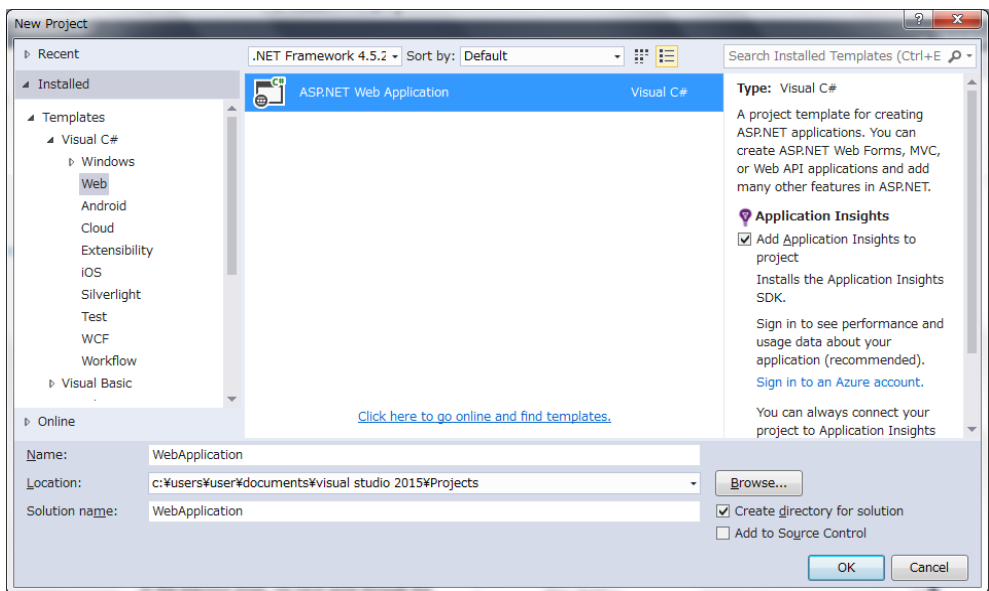 New Project
Recent
.NET Framework 4.5.2
Sort by: Default
Search Installed Templates (Ctrl+E
Installed
Templates
Visual C#
Windows
Web
Android
Cloud
Extensibility
iOS
Silverlight
Test
WCF
Workflow
Visual Basic
Online
C#
ASP.NET Web Application Visual C#
Click here to go online and find templates.
Type: Visual C#
A project template for creating
ASP.NET applications. You can
create ASP.NET Web Forms, MVC,
or Web API applications and add
many other features in ASP.NET.
Application Insights
Add Application Insights to
project
Installs the Application Insights
SDK.
Sign in to see performance and
usage data about your
application (recommended).
Sign in to an Azure account.
You can always connect your
project to Application Insights
Name: WebApplication
Location: c:¥users¥user¥documents¥visual studio 2015¥Projects
Browse...
Solution name: WebApplication
Create directory for solution
Add to Source Control
OK
Cancel